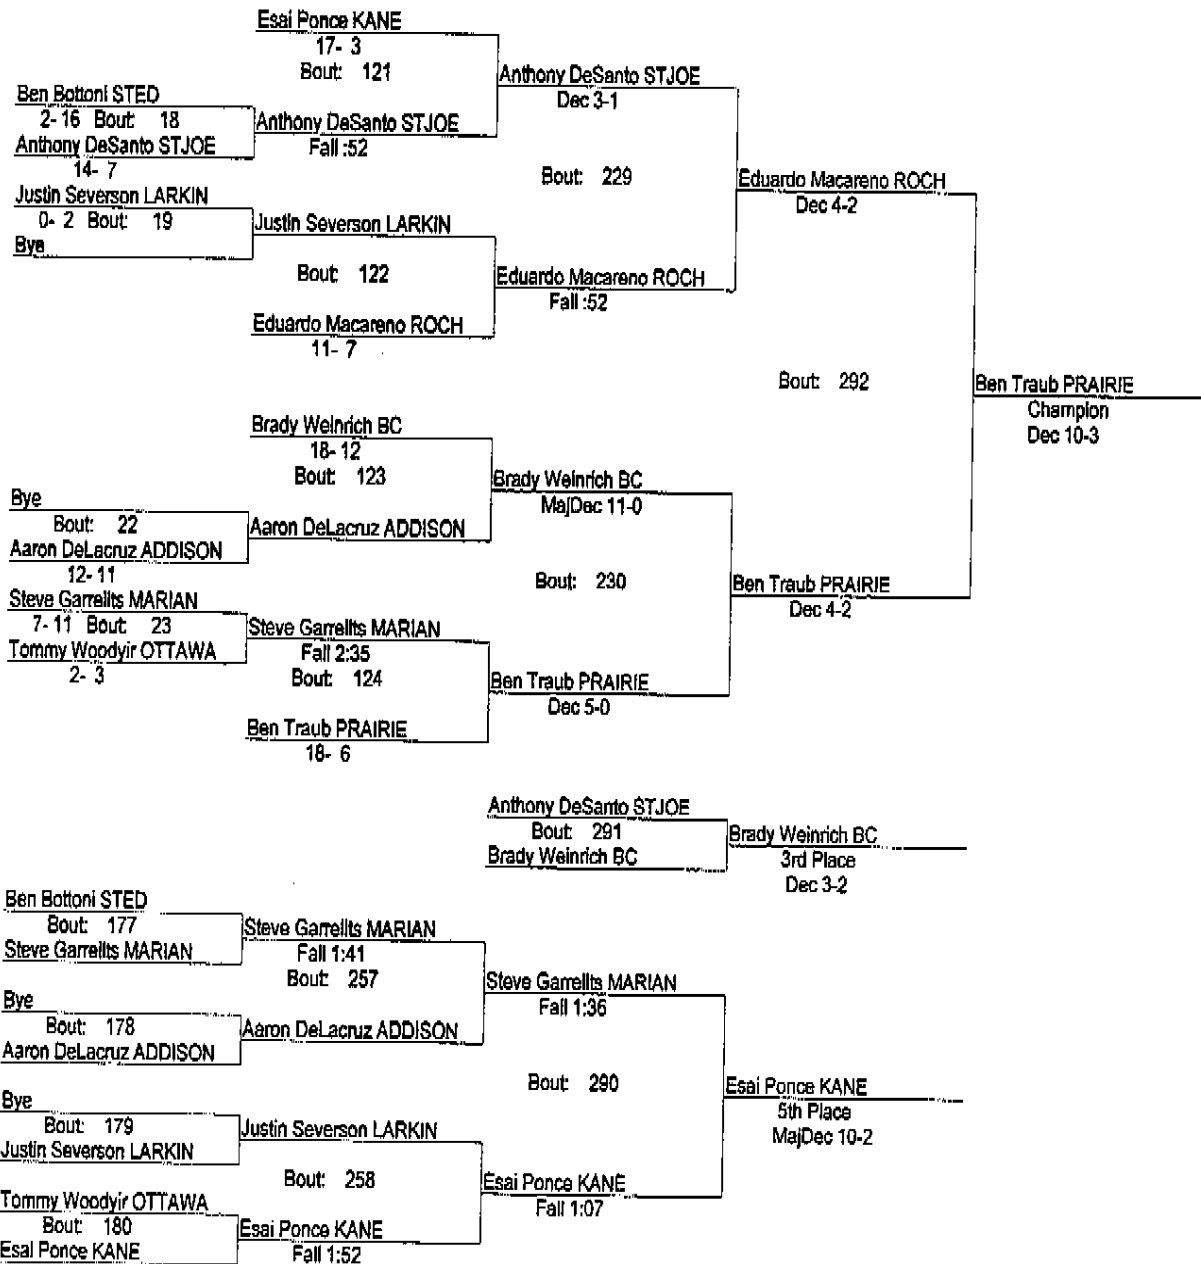 Esai Ponce KANE
17- 3
Bout: 121
Anthony DeSanto STJOE
Dec 3-1
Ben Bottoni STED
2- 16 Bout: 18
Anthony DeSanto STJOE
14- 7
Anthony DeSanto STJOE
Fall :52
Bout: 229
Eduardo Macareno ROCH
Dec 4-2
Justin Severson LARKIN
0- 2 Bout: 19
Bye
Justin Severson LARKIN
Bout: 122
Eduardo Macareno ROCH
Fall :52
Eduardo Macareno ROCH
11- 7
Bout: 292
Ben Traub PRAIRIE
Champion
Dec 10-3
Brady Weinrich BC
18- 12
Bout: 123
Brady Weinrich BC
MajDec 11-0
Bye
Bout: 22
Aaron DeLacruz ADDISON
12- 11
Aaron DeLacruz ADDISON
Bout: 230
Ben Traub PRAIRIE
Dec 4-2
Steve Garrelits MARIAN
7- 11 Bout: 23
Tommy Woodyir OTTAWA
2- 3
Steve Garrelits MARIAN
Fall 2:35
Bout: 124
Ben Traub PRAIRIE
Dec 5-0
Ben Traub PRAIRIE
18- 6
Anthony DeSanto STJOE
Bout: 291
Brady Weinrich BC
Brady Weinrich BC
3rd Place
Dec 3-2
Ben Bottoni STED
Bout: 177
Steve Garrelits MARIAN
Steve Garrelits MARIAN
Fall 1:41
Bout: 257
Steve Garrelits MARIAN
Fall 1:36
Bye
Bout: 178
Aaron DeLacruz ADDISON
Aaron DeLacruz ADDISON
Bout: 290
Esai Ponce KANE
5th Place
MajDec 10-2
Bye
Bout: 179
Justin Severson LARKIN
Justin Severson LARKIN
Bout: 258
Esai Ponce KANE
Fall 1:07
Tommy Woodyir OTTAWA
Bout: 180
Esai Ponce KANE
Esai Ponce KANE
Fall 1:52